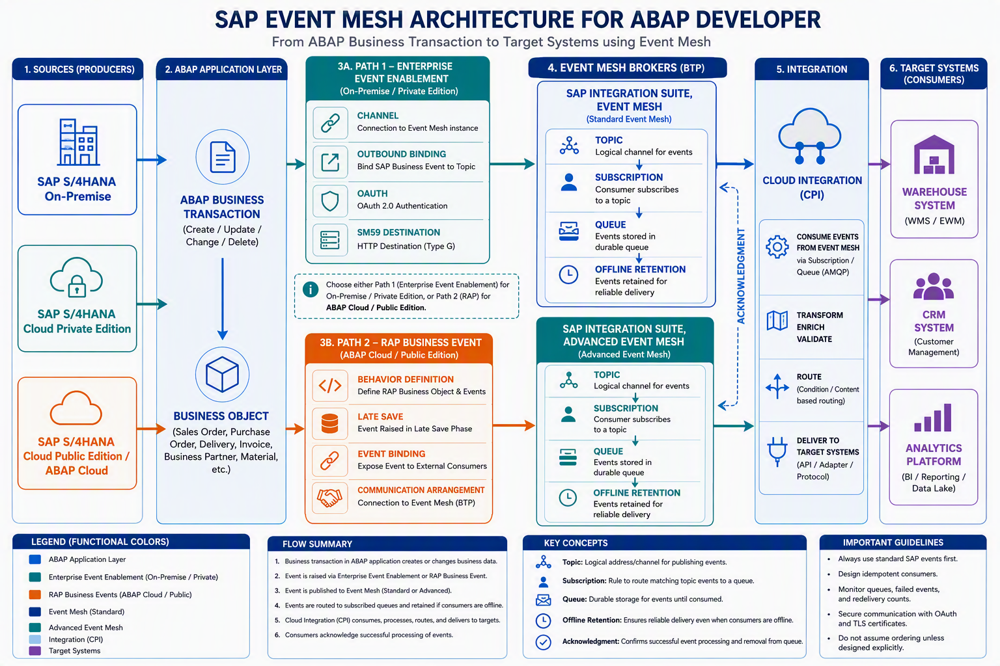 SAP EVENT MESH ARCHITECTURE FOR ABAP DEVELOPER
From ABAP Business Transaction to Target Systems using Event Mesh
1. SOURCES (PRODUCERS)
SAP S/4HANA
On-Premise
SAP S/4HANA
Cloud Private Edition
SAP S/4HANA
Cloud Public Edition /
ABAP Cloud
2. ABAP APPLICATION LAYER
ABAP BUSINESS
TRANSACTION
(Create / Update /
Change / Delete)
BUSINESS OBJECT
(Sales Order, Purchase
Order, Delivery, Invoice,
Business Partner, Material,
etc.)
3A. PATH 1 – ENTERPRISE
EVENT ENABLEMENT
(On-Premise / Private Edition)
CHANNEL
Connection to Event Mesh instance
OUTBOUND BINDING
Bind SAP Business Event to Topic
OAUTH
OAuth 2.0 Authentication
SM59 DESTINATION
HTTP Destination (Type G)
i
Choose either Path 1 (Enterprise Event Enablement) for
On-Premise / Private Edition, or Path 2 (RAP) for
ABAP Cloud / Public Edition.
3B. PATH 2 – RAP BUSINESS EVENT
(ABAP Cloud / Public Edition)
</>
BEHAVIOR DEFINITION
Define RAP Business Object & Events
LATE SAVE
Event Raised in Late Save Phase
EVENT BINDING
Expose Event to External Consumers
COMMUNICATION ARRANGEMENT
Connection to Event Mesh (BTP)
4. EVENT MESH BROKERS (BTP)
SAP INTEGRATION SUITE,
EVENT MESH
(Standard Event Mesh)
TOPIC
Logical channel for events
SUBSCRIPTION
Consumer subscribes
to a topic
QUEUE
Events stored in
durable queue
OFFLINE RETENTION
Events retained for
reliable delivery
SAP INTEGRATION SUITE,
ADVANCED EVENT MESH
(Advanced Event Mesh)
TOPIC
Logical channel for events
SUBSCRIPTION
Consumer subscribes
to a topic
QUEUE
Events stored in
durable queue
OFFLINE RETENTION
Events retained for
reliable delivery
ACKNOWLEDGMENT
5. INTEGRATION
CLOUD INTEGRATION
(CPI)
CONSUME EVENTS
FROM EVENT MESH
via Subscription /
Queue (AMQP)
TRANSFORM
ENRICH
VALIDATE
ROUTE
(Condition / Content
based routing)
DELIVER TO
TARGET SYSTEMS
(API / Adapter /
Protocol)
6. TARGET SYSTEMS
(CONSUMERS)
WAREHOUSE
SYSTEM
(WMS / EWM)
CRM
SYSTEM
(Customer
Management)
ANALYTICS
PLATFORM
(BI / Reporting /
Data Lake)
LEGEND (FUNCTIONAL COLORS)
ABAP Application Layer
Enterprise Event Enablement (On-Premise / Private)
RAP Business Events (ABAP Cloud / Public)
Event Mesh (Standard)
Advanced Event Mesh
Integration (CPI)
Target Systems
FLOW SUMMARY
1. Business transaction in ABAP application creates or changes business data.
2. Event is raised via Enterprise Event Enablement or RAP Business Event.
3. Event is published to Event Mesh (Standard or Advanced).
4. Events are routed to subscribed queues and retained if consumers are offline.
5. Cloud Integration (CPI) consumes, processes, routes, and delivers to targets.
6. Consumers acknowledge successful processing of events.
KEY CONCEPTS
Topic: Logical address/channel for publishing events.
Subscription: Rule to route matching topic events to a queue.
Queue: Durable storage for events until consumed.
Offline Retention: Ensures reliable delivery even when consumers are offline.
Acknowledgment: Confirms successful event processing and removal from queue.
IMPORTANT GUIDELINES
• Always use standard SAP events first.
• Design idempotent consumers.
• Monitor queues, failed events,
and redelivery counts.
• Secure communication with OAuth
and TLS certificates.
• Do not assume ordering unless
designed explicitly.